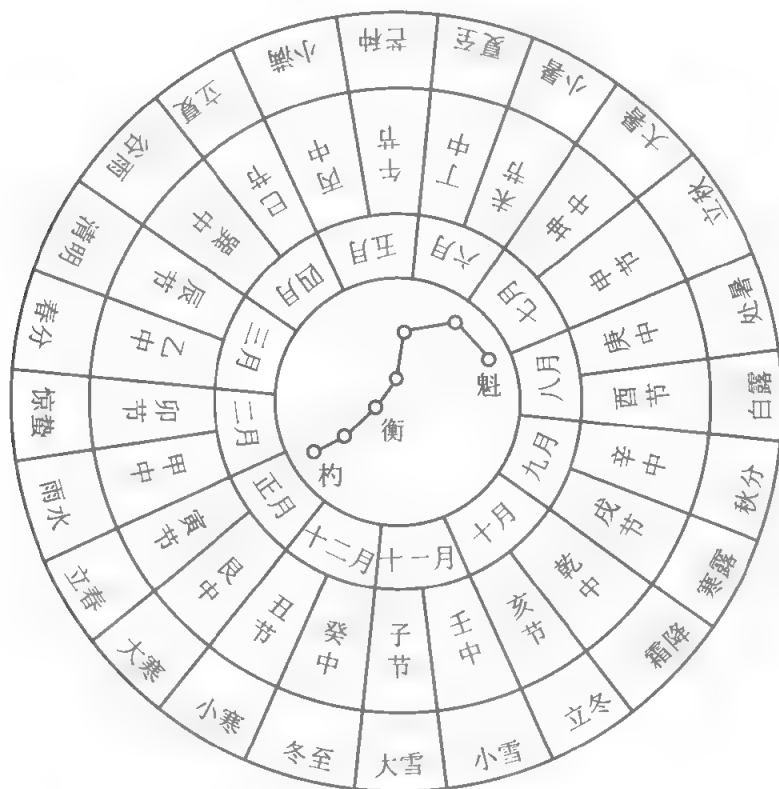 芒种
夏至
小暑
大暑
立秋
处暑
白露
秋分
寒露
霜降
立冬
小雪
大雪
冬至
小寒
大寒
立春
雨水
惊蛰
春分
清明
谷雨
立夏
小满
午节
丁中
未节
坤中
申节
庚中
酉节
辛中
戌节
乾中
亥节
壬中
子节
癸中
丑节
艮中
寅节
甲中
卯节
乙中
辰节
巽中
巳节
丙中
五月
六月
七月
八月
九月
十月
十一月
十二月
正月
二月
三月
四月
魁
衡
杓